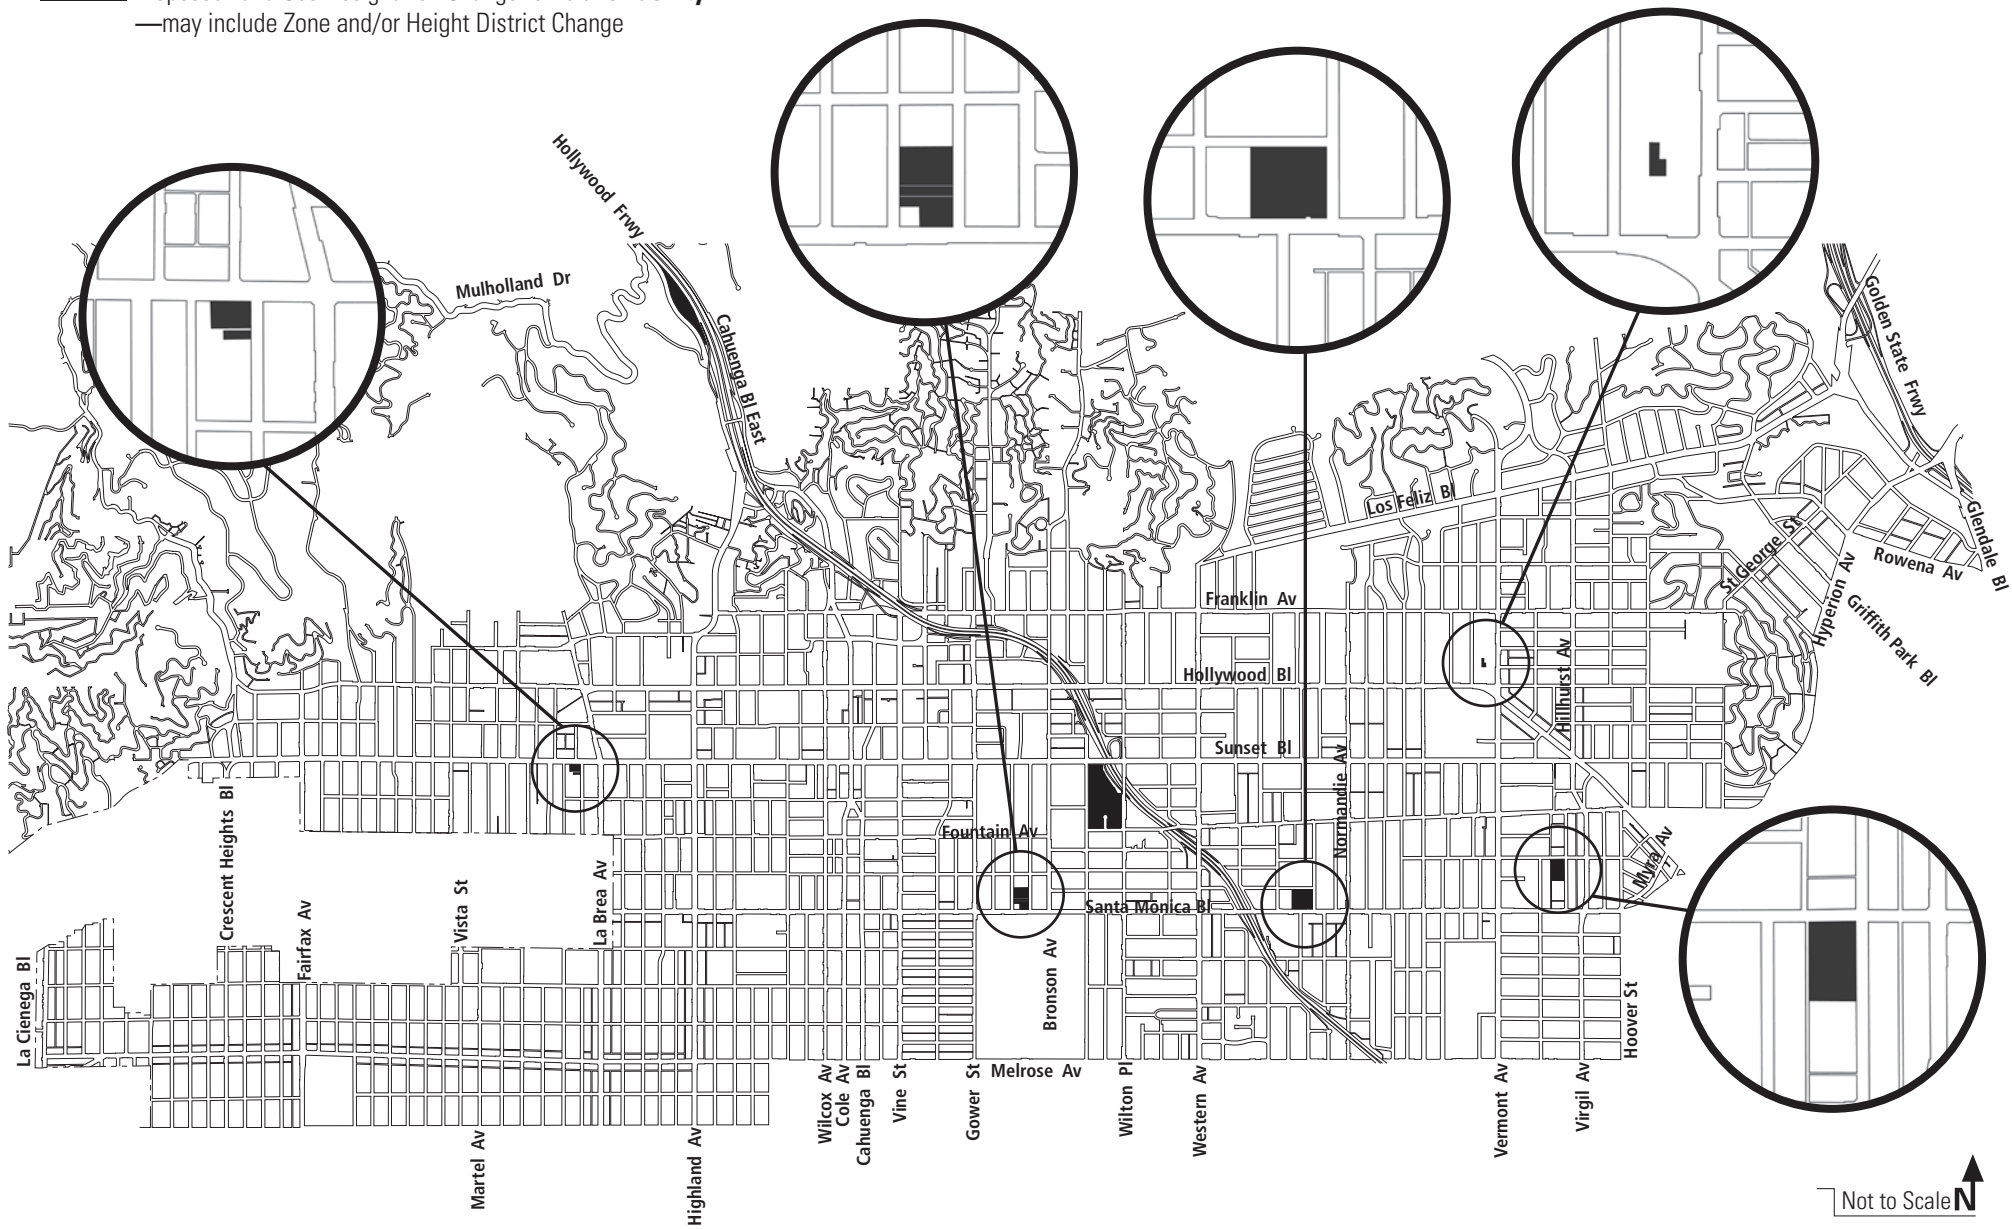 —may include Zone and/or Height District Change
Hollywood Frwy
Mulholland Dr
Cahuenga Bl East
Golden State Frwy
Los Feliz Bl
Glendale Bl
St George St
Rowena Av
Hyperion Av
Griffith Park Bl
Franklin Av
Hollywood Bl
Hillhurst Av
Sunset Bl
Normandie Av
Fountain Av
Myra Av
Crescent Heights Bl
La Brea Av
Vista St
Fairfax Av
Santa Monica Bl
Bronson Av
La Cienega Bl
Hoover St
Melrose Av
Wilcox Av
Cole Av
Cahuenga Bl
Vine St
Gower St
Wilton Pl
Western Av
Vermont Av
Virgil Av
Martel Av
Highland Av
Not to Scale N